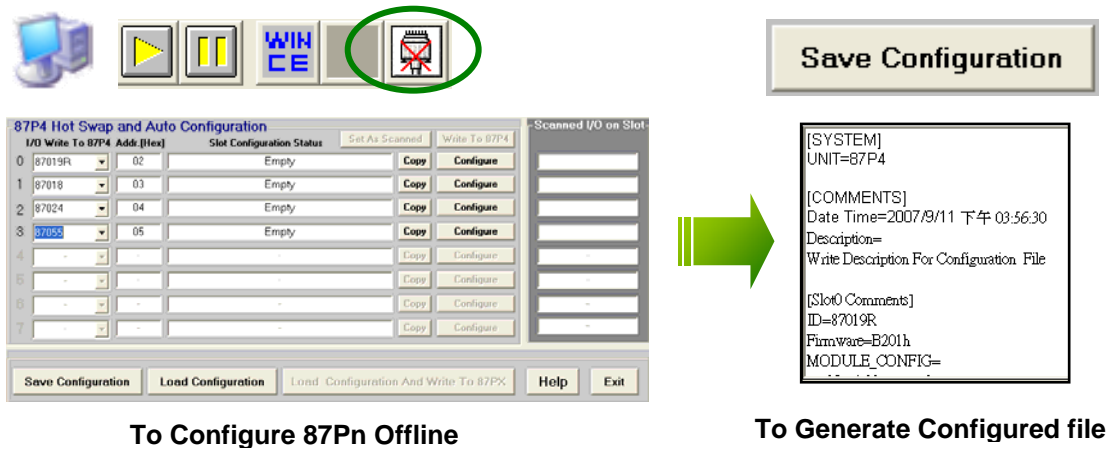 WIN
CE
Save Configuration
87P4 Hot Swap and Auto Configuration
I/O Write To 87P4 Addr.[Hex] Slot Configuration Status Set As Scanned Write To 87P4
Scanned I/O on Slot
0 87019R 02 Empty Copy Configure
1 87018 03 Empty Copy Configure
2 87024 04 Empty Copy Configure
3 87055 05 Empty Copy Configure
4 - - - Copy Configure -
5 - - - Copy Configure -
6 - - - Copy Configure -
7 - - - Copy Configure -
Save Configuration Load Configuration Load Configuration And Write To 87PX Help Exit
To Configure 87Pn Offline
[SYSTEM]
UNIT=87P4
[COMMENTS]
Date Time=2007/9/11 下午 03:56:30
Description=
Write Description For Configuration File
[Slot0 Comments]
ID=87019R
Firmware=B201h
MODULE_CONFIG=
To Generate Configured file